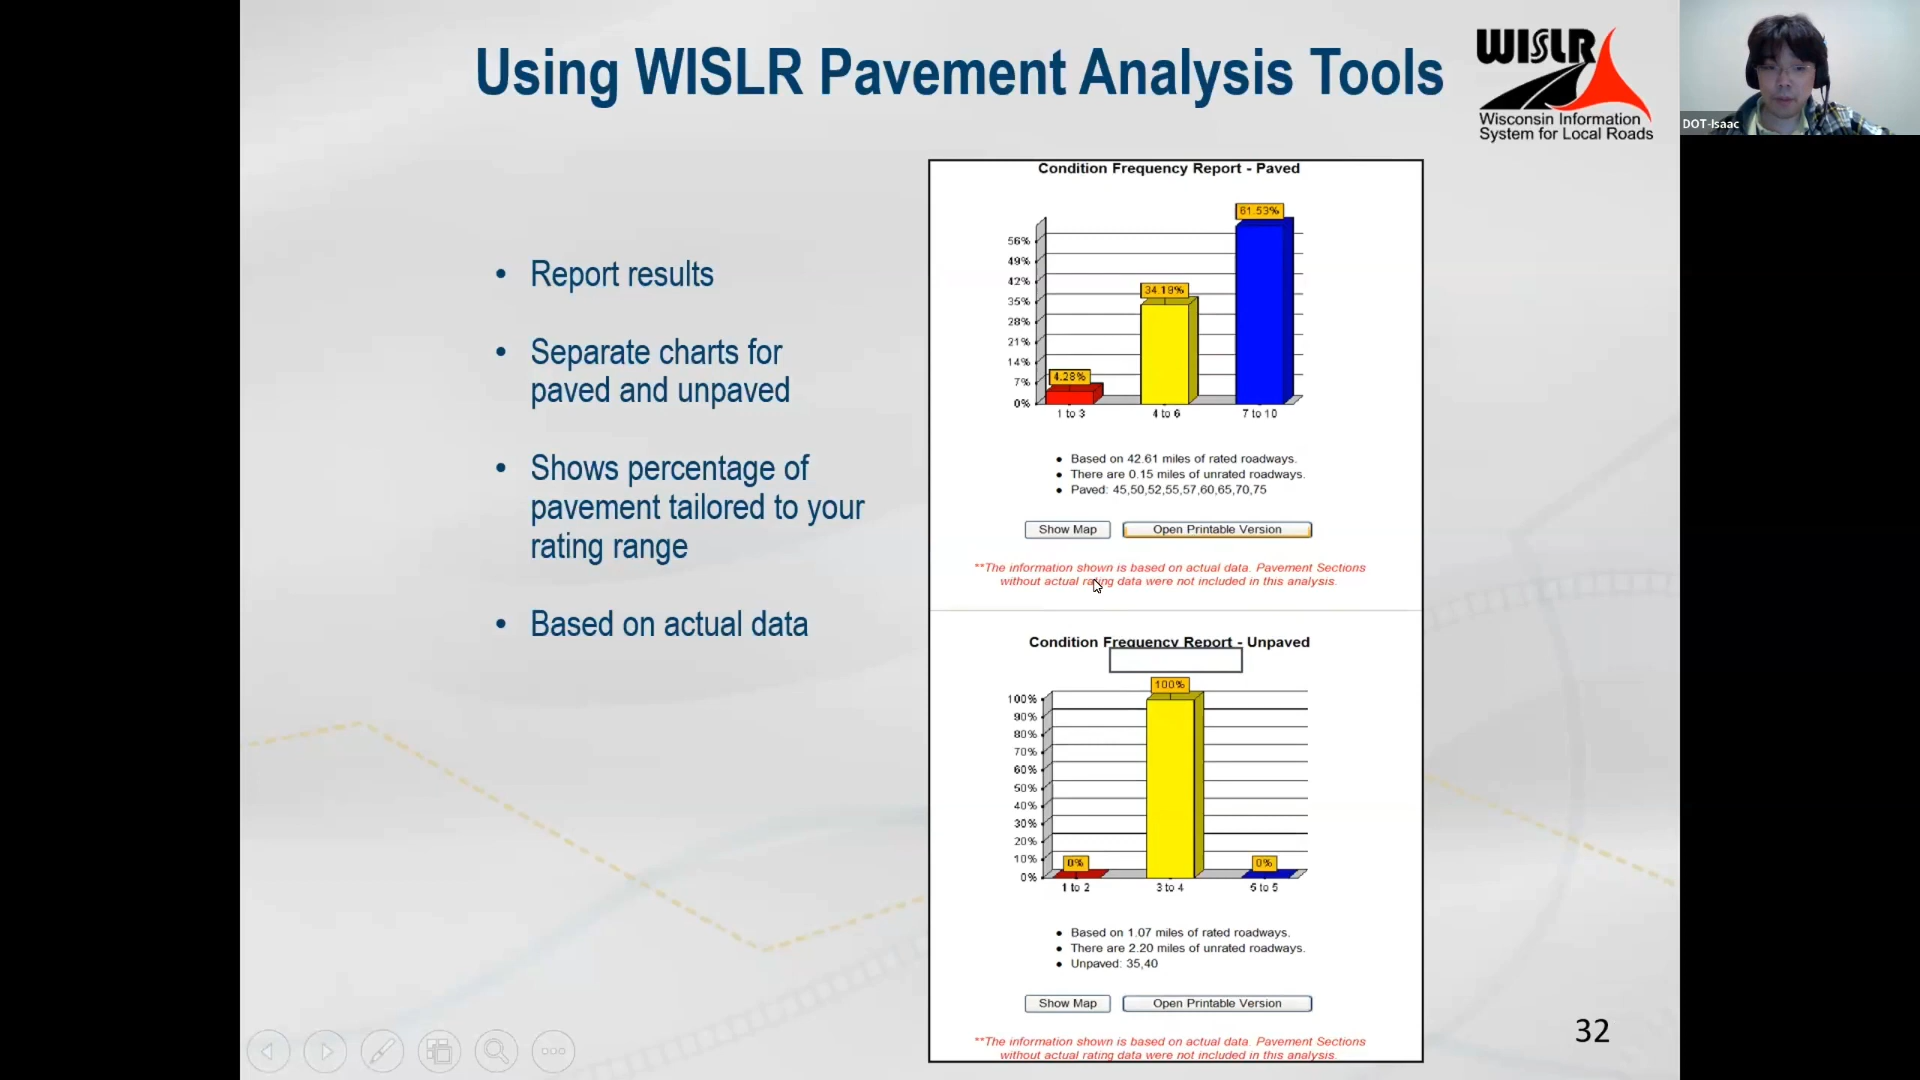 Using WISLR Pavement Analysis Tools
WISLR
Wisconsin Information
System for Local Roads
DOT-Isaac
• Report results
• Separate charts for
paved and unpaved
• Shows percentage of
pavement tailored to your
rating range
• Based on actual data
Condition Frequency Report - Paved
61.53%
56%
49%
42%
35%
28%
21%
14%
7%
0%
34.19%
4.28%
1 to 3
4 to 6
7 to 10
• Based on 42.61 miles of rated roadways.
• There are 0.15 miles of unrated roadways.
• Paved: 45,50,52,55,57,60,65,70,75
Show Map
Open Printable Version
**The information shown is based on actual data. Pavement Sections
without actual rating data were not included in this analysis.
Condition Frequency Report - Unpaved
100%
100%
90%
80%
70%
60%
50%
40%
30%
20%
10%
0%
0%
0%
1 to 2
3 to 4
5 to 5
• Based on 1.07 miles of rated roadways.
• There are 2.20 miles of unrated roadways.
• Unpaved: 35,40
Show Map
Open Printable Version
**The information shown is based on actual data. Pavement Sections
without actual rating data were not included in this analysis.
32